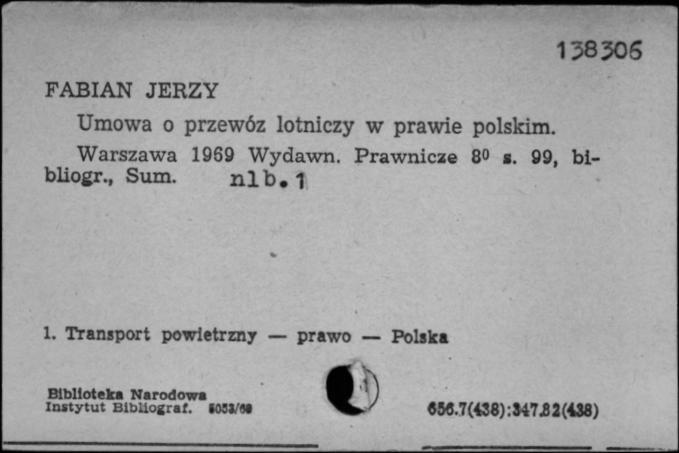 138306
FABIAN JERZY
Umowa o przewóz lotniczy w prawie polskim.
Warszawa 1969 Wydawn. Prawnicze 8⁰ s. 99, bi-
bliogr., Sum. nlb. 1
1. Transport powietrzny — prawo — Polska
Biblioteka Narodowa
Instytut Bibliograf. 5053/69
656.7(438):347.82(438)